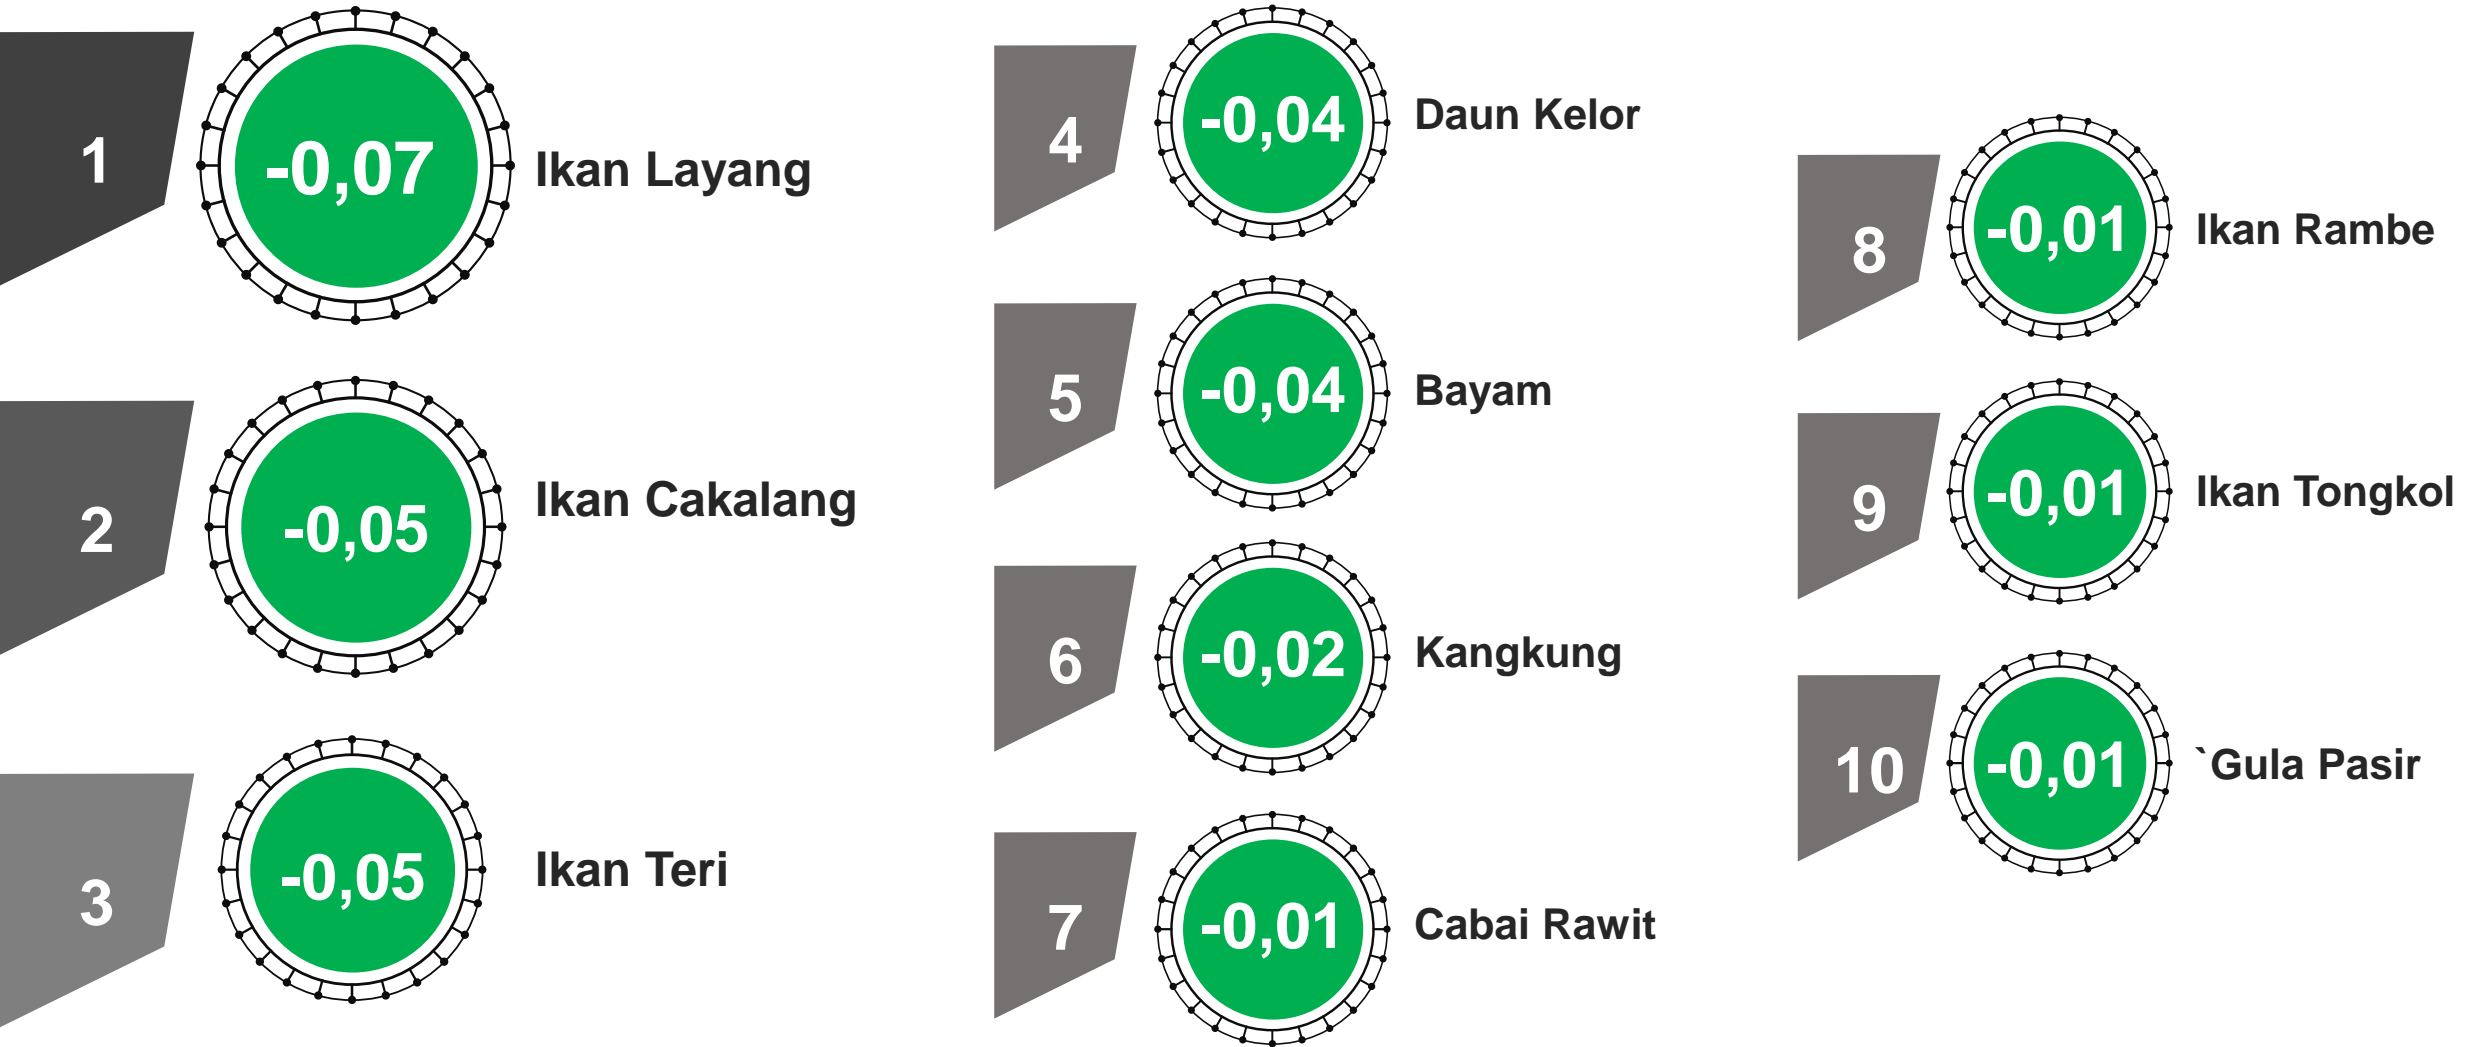 1
-0,07
Ikan Layang
2
-0,05
Ikan Cakalang
3
-0,05
Ikan Teri
4
-0,04
Daun Kelor
5
-0,04
Bayam
6
-0,02
Kangkung
7
-0,01
Cabai Rawit
8
-0,01
Ikan Rambe
9
-0,01
Ikan Tongkol
10
-0,01
`Gula Pasir